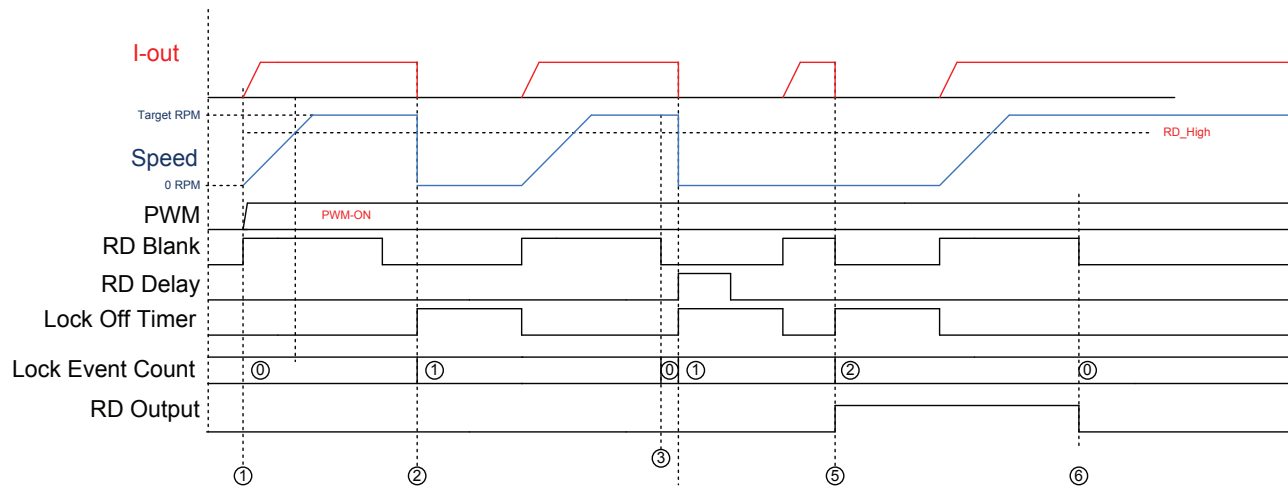 I-out
Target RPM
RD_High
Speed
0 RPM
PWM
PWM-ON
RD Blank
RD Delay
Lock Off Timer
Lock Event Count ⓪ ① ⓪ ① ② ⓪
RD Output
① ② ③ ⑤ ⑥